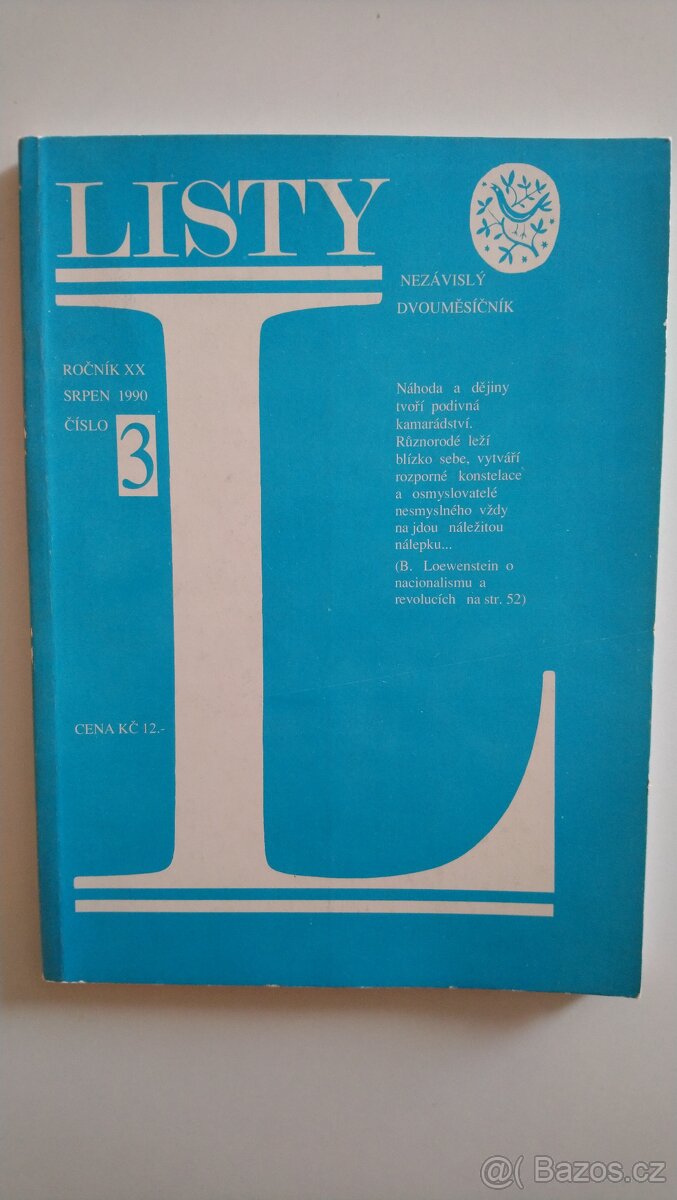 LISTY
NEZÁVISLÝ
DVOUMĚSÍČNÍK
ROČNÍK XX
SRPEN 1990
ČÍSLO 3
Náhoda a dějiny
tvoří podivná
kamarádství.
Různorodé leží
blízko sebe, vytváří
rozporné konstelace
a osmyslovatelé
nesmyslného vždy
na jdou náležitou
nálepku...
(B. Loewenstein o
nacionalismu a
revolucích na str. 52)
L
CENA KČ 12.-
@( Bazos.cz